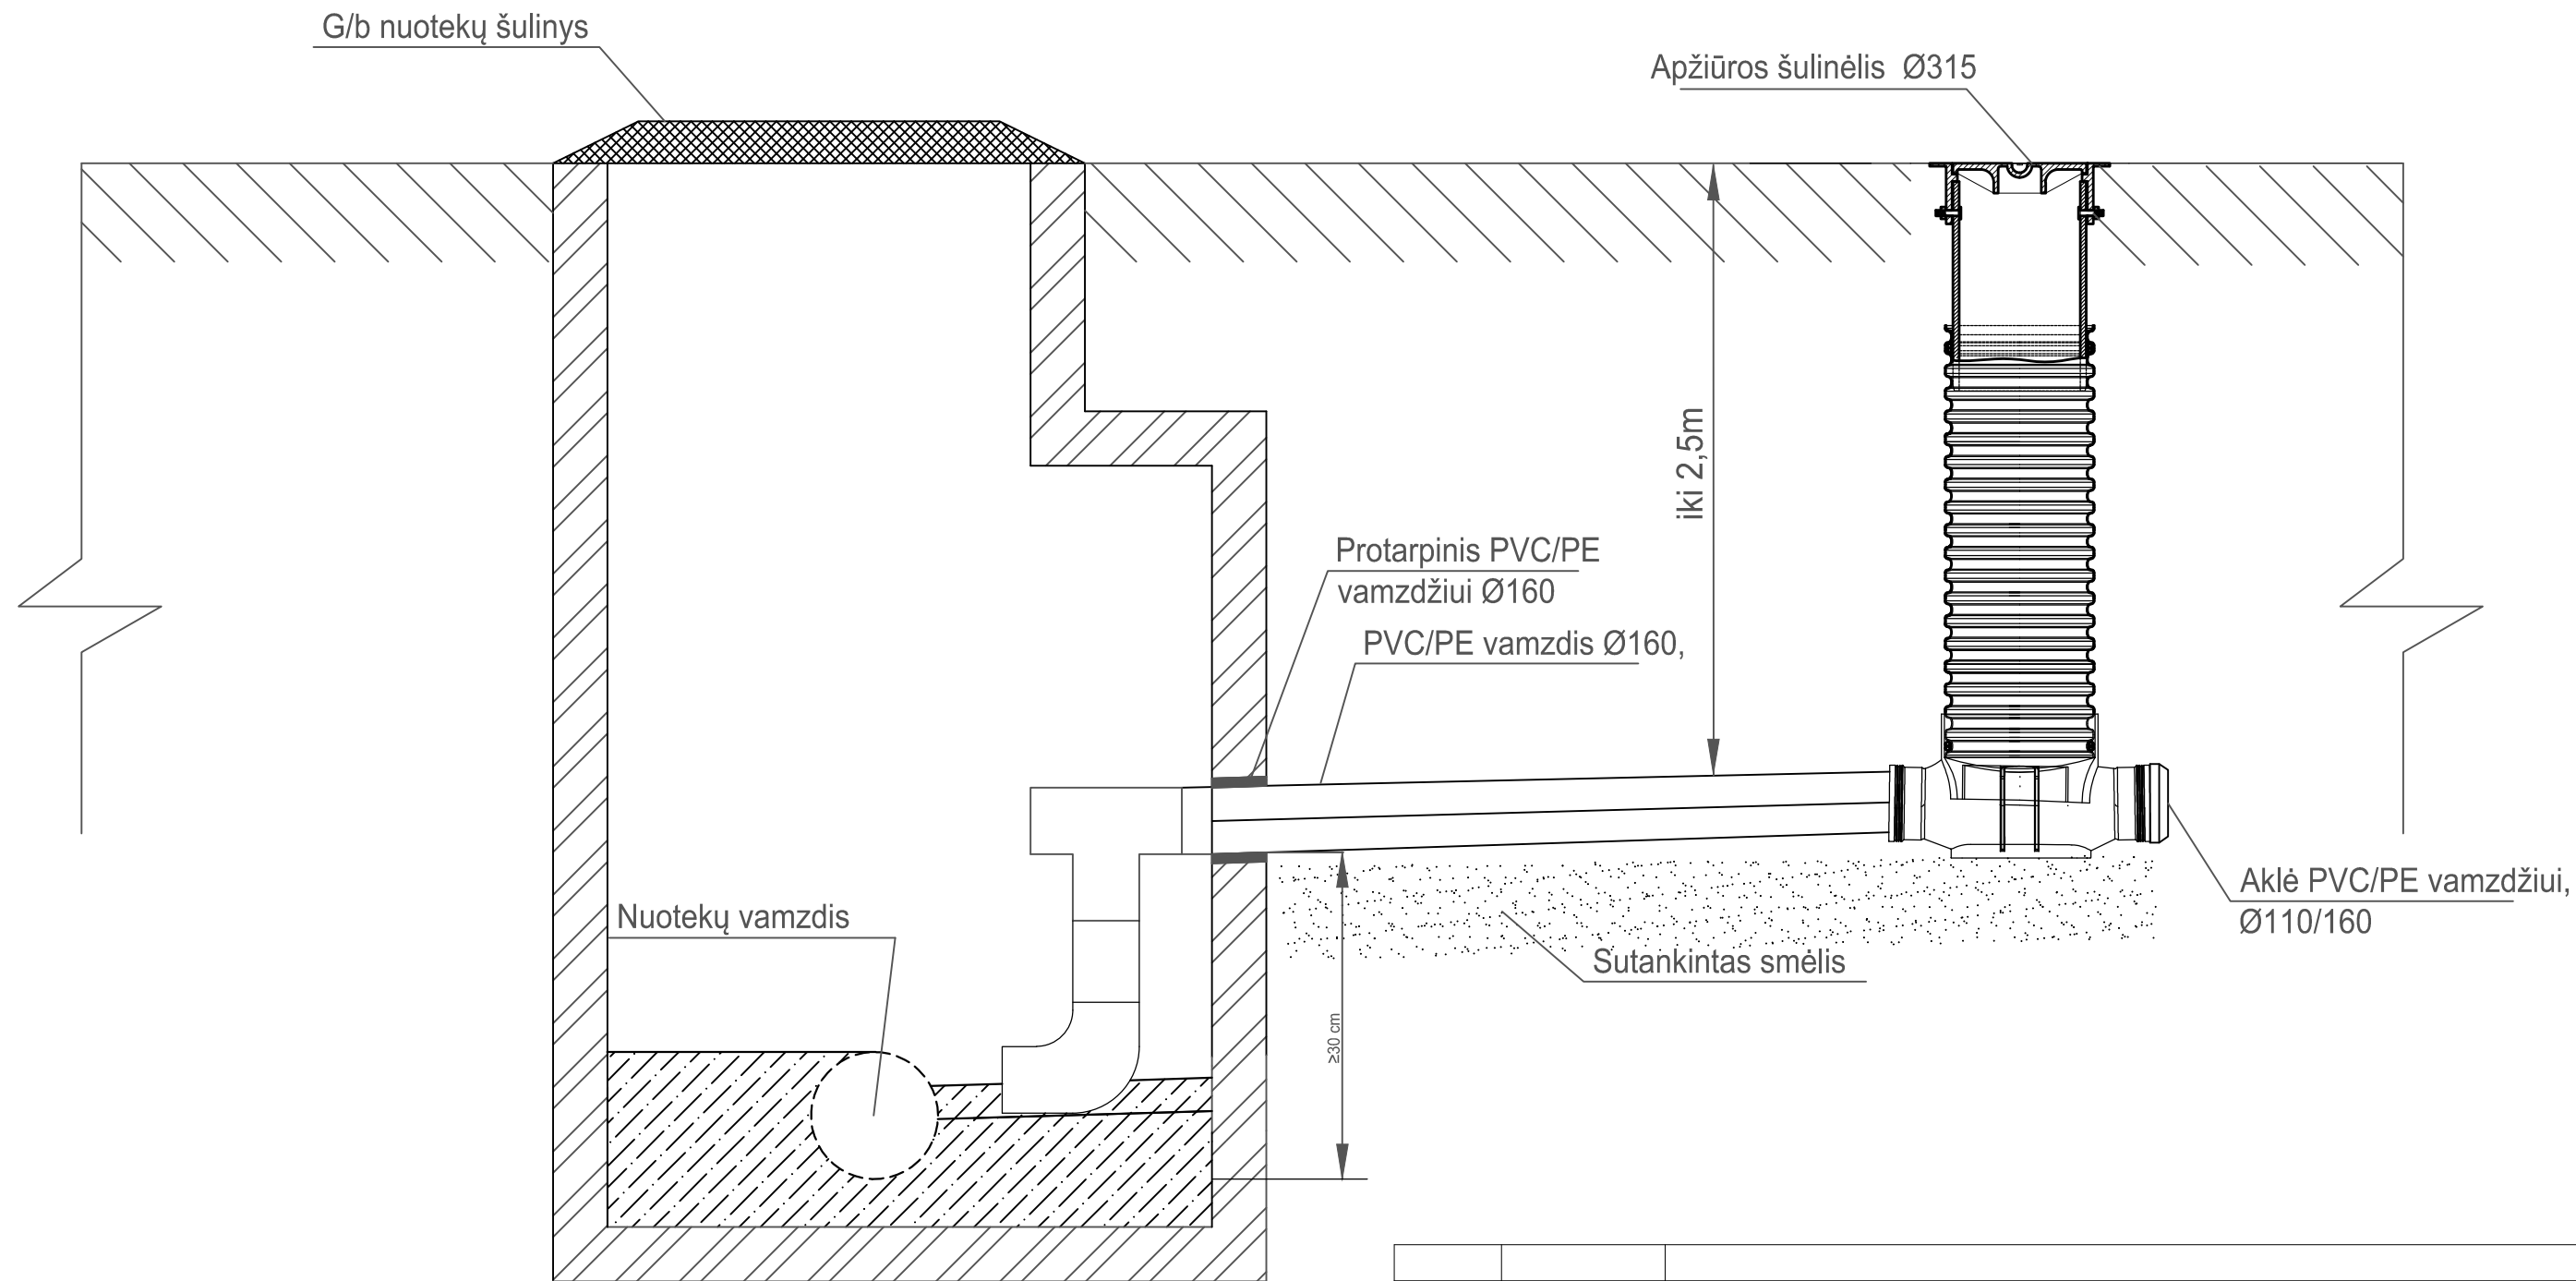 G/b nuotekų šulinys
Apžiūros šulinėlis Ø315
iki 2,5m
Protarpinis PVC/PE
vamzdžiui Ø160
PVC/PE vamzdis Ø160,
Aklė PVC/PE vamzdžiui,
Ø110/160
Nuotekų vamzdis
Sutankintas smėlis
≥30 cm